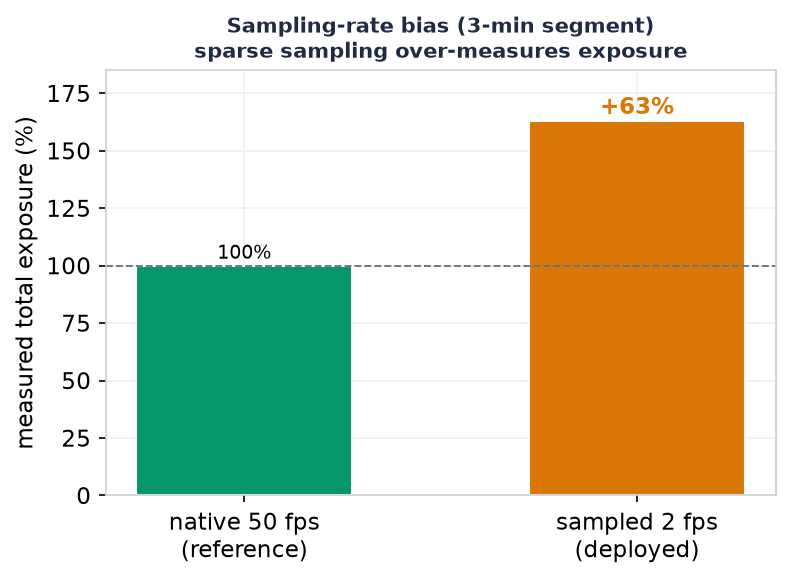 Sampling-rate bias (3-min segment)
sparse sampling over-measures exposure
measured total exposure (%)
175
150
125
100
75
50
25
0
100%
+63%
native 50 fps
(reference)
sampled 2 fps
(deployed)